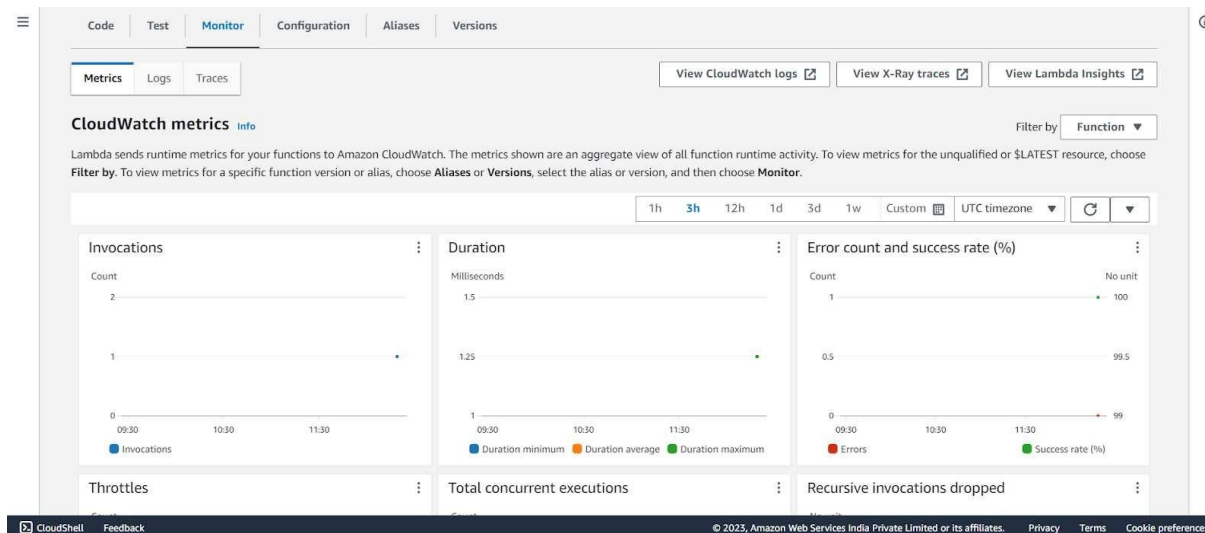 Code Test Monitor Configuration Aliases Versions
Metrics Logs Traces View CloudWatch logs View X-Ray traces View Lambda Insights
CloudWatch metrics Info Filter by Function
Lambda sends runtime metrics for your functions to Amazon CloudWatch. The metrics shown are an aggregate view of all function runtime activity. To view metrics for the unqualified or $LATEST resource, choose
Filter by. To view metrics for a specific function version or alias, choose Aliases or Versions, select the alias or version, and then choose Monitor.
1h 3h 12h 1d 3d 1w Custom UTC timezone
Invocations
Count
2
1
0
09:30 10:30 11:30
Invocations
Duration
Milliseconds
1.5
1.25
1
09:30 10:30 11:30
Duration minimum Duration average Duration maximum
Error count and success rate (%)
Count No unit
1 100
0.5 99.5
0 99
09:30 10:30 11:30
Errors Success rate (%)
Throttles
Total concurrent executions
Recursive invocations dropped
CloudShell Feedback © 2023, Amazon Web Services India Private Limited or its affiliates. Privacy Terms Cookie preference